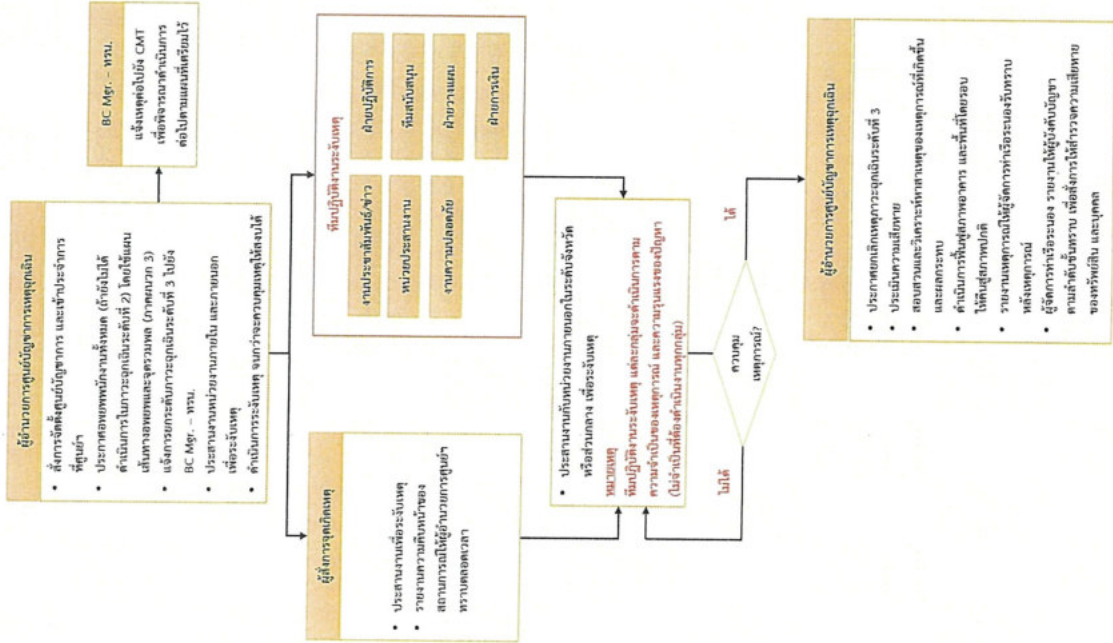 ผู้อำนวยการศูนย์บัญชาการเหตุฉุกเฉิน
• สั่งการจัดตั้งศูนย์บัญชาการ และเข้าประจำการ
ที่ศูนย์ฯ
• ประกาศอพยพพนักงานทั้งหมด (ถ้ายังไม่ได้
ดำเนินการในภาวะฉุกเฉินระดับที่ 2) โดยใช้แผน
เส้นทางอพยพและจุดรวมพล (ภาคผนวก 3)
• แจ้งการยกระดับภาวะฉุกเฉินระดับที่ 3 ไปยัง
BC Mgr. – ทรน.
• ประสานงานหน่วยงานภายใน และภายนอก
เพื่อระงับเหตุ
• ดำเนินการระงับเหตุ จนกว่าจะควบคุมเหตุให้สงบได้
BC Mgr. – ทรน.
แจ้งเหตุต่อไปยัง CMT
เพื่อพิจารณาดำเนินการ
ต่อไปตามแผนที่เตรียมไว้
ผู้สั่งการจุดเกิดเหตุ
• ประสานงานเพื่อระงับเหตุ
• รายงานความคืบหน้าของ
สถานการณ์ให้ผู้อำนวยการศูนย์ฯ
ทราบตลอดเวลา
ทีมปฏิบัติงานระงับเหตุ
งานประชาสัมพันธ์/ข่าว
ฝ่ายปฏิบัติการ
หน่วยประสานงาน
ทีมสนับสนุน
งานความปลอดภัย
ฝ่ายวางแผน
ฝ่ายการเงิน
• ประสานงานกับหน่วยงานภายนอกในระดับจังหวัด
หรือส่วนกลาง เพื่อระงับเหตุ
หมายเหตุ
ทีมปฏิบัติงานระงับเหตุ แต่ละกลุ่มจะดำเนินการตาม
ความจำเป็นของเหตุการณ์ และความรุนแรงของปัญหา
(ไม่จำเป็นที่ต้องดำเนินงานทุกกลุ่ม)
ควบคุม
เหตุการณ์?
ไม่ได้
ได้
ผู้อำนวยการศูนย์บัญชาการเหตุฉุกเฉิน
• ประกาศยกเลิกเหตุภาวะฉุกเฉินระดับที่ 3
• ประเมินความเสียหาย
• สอบสวนและวิเคราะห์หาสาเหตุของเหตุการณ์ที่เกิดขึ้น
และผลกระทบ
• ดำเนินการฟื้นฟูสภาพอาคาร และพื้นที่โดยรอบ
ให้คืนสู่สภาพปกติ
• รายงานเหตุการณ์ให้ผู้จัดการท่าเรือระนองรับทราบ
ทุกเหตุการณ์
• ผู้จัดการท่าเรือระนอง รายงานให้ผู้บังคับบัญชา
ตามลำดับชั้นทราบ เพื่อสั่งการให้สำรวจความเสียหาย
ของทรัพย์สิน และบุคคล